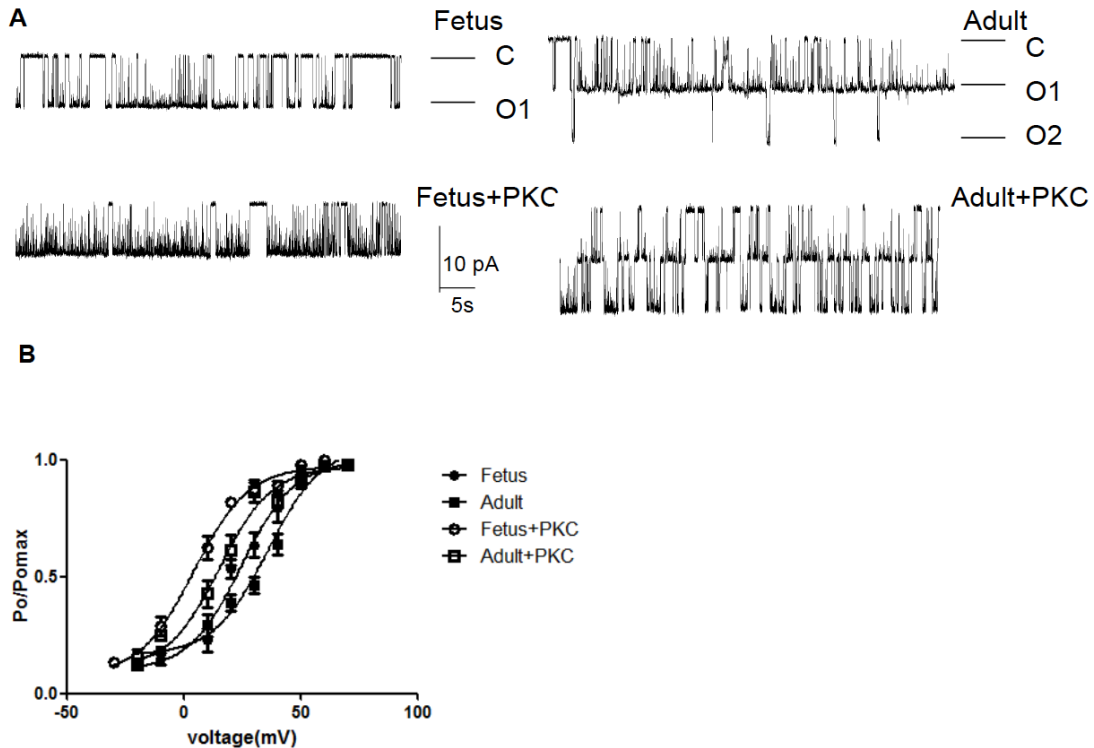 A
Fetus
C
O1
Adult
C
O1
O2
Fetus+PKC
10 pA
5s
Adult+PKC
B
Po/Pomax
1.0
0.5
0.0
-50
0
50
100
voltage(mV)
Fetus
Adult
Fetus+PKC
Adult+PKC